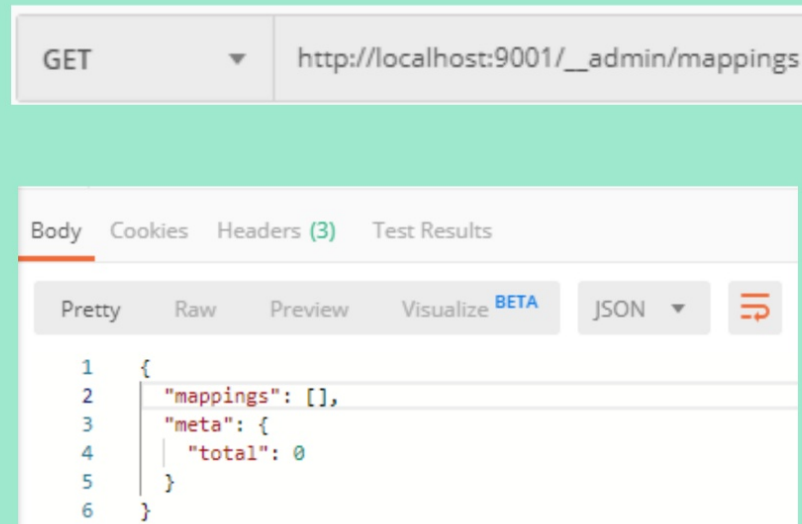 GET http://localhost:9001/__admin/mappings
Body Cookies Headers (3) Test Results
Pretty Raw Preview Visualize BETA JSON
1 {
2 "mappings": [],
3 "meta": {
4 "total": 0
5 }
6 }